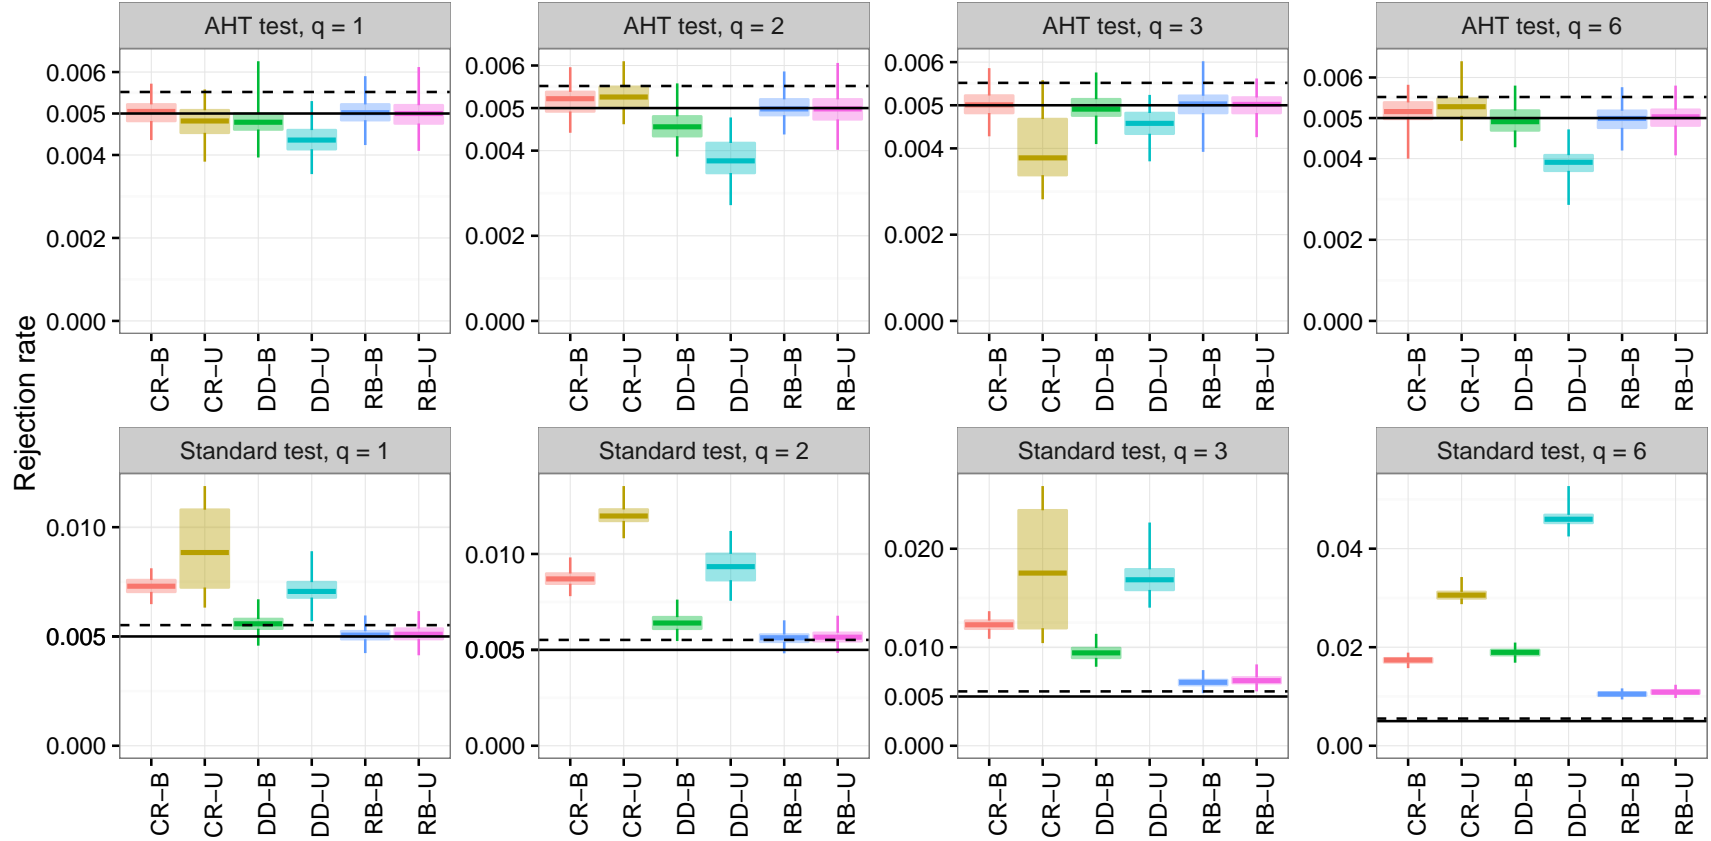 AHT test, q = 1
AHT test, q = 2
AHT test, q = 3
AHT test, q = 6
0.006
0.005
0.004
0.002
0.000
0.006
0.005
0.004
0.002
0.000
0.006
0.005
0.004
0.002
0.000
0.006
0.005
0.004
0.002
0.000
CR−B
CR−U
DD−B
DD−U
RB−B
RB−U
CR−B
CR−U
DD−B
DD−U
RB−B
RB−U
CR−B
CR−U
DD−B
DD−U
RB−B
RB−U
CR−B
CR−U
DD−B
DD−U
RB−B
RB−U
Rejection rate
Standard test, q = 1
Standard test, q = 2
Standard test, q = 3
Standard test, q = 6
0.010
0.005
0.000
0.010
0.005
0.000
0.020
0.010
0.005
0.000
0.04
0.02
0.00
CR−B
CR−U
DD−B
DD−U
RB−B
RB−U
CR−B
CR−U
DD−B
DD−U
RB−B
RB−U
CR−B
CR−U
DD−B
DD−U
RB−B
RB−U
CR−B
CR−U
DD−B
DD−U
RB−B
RB−U